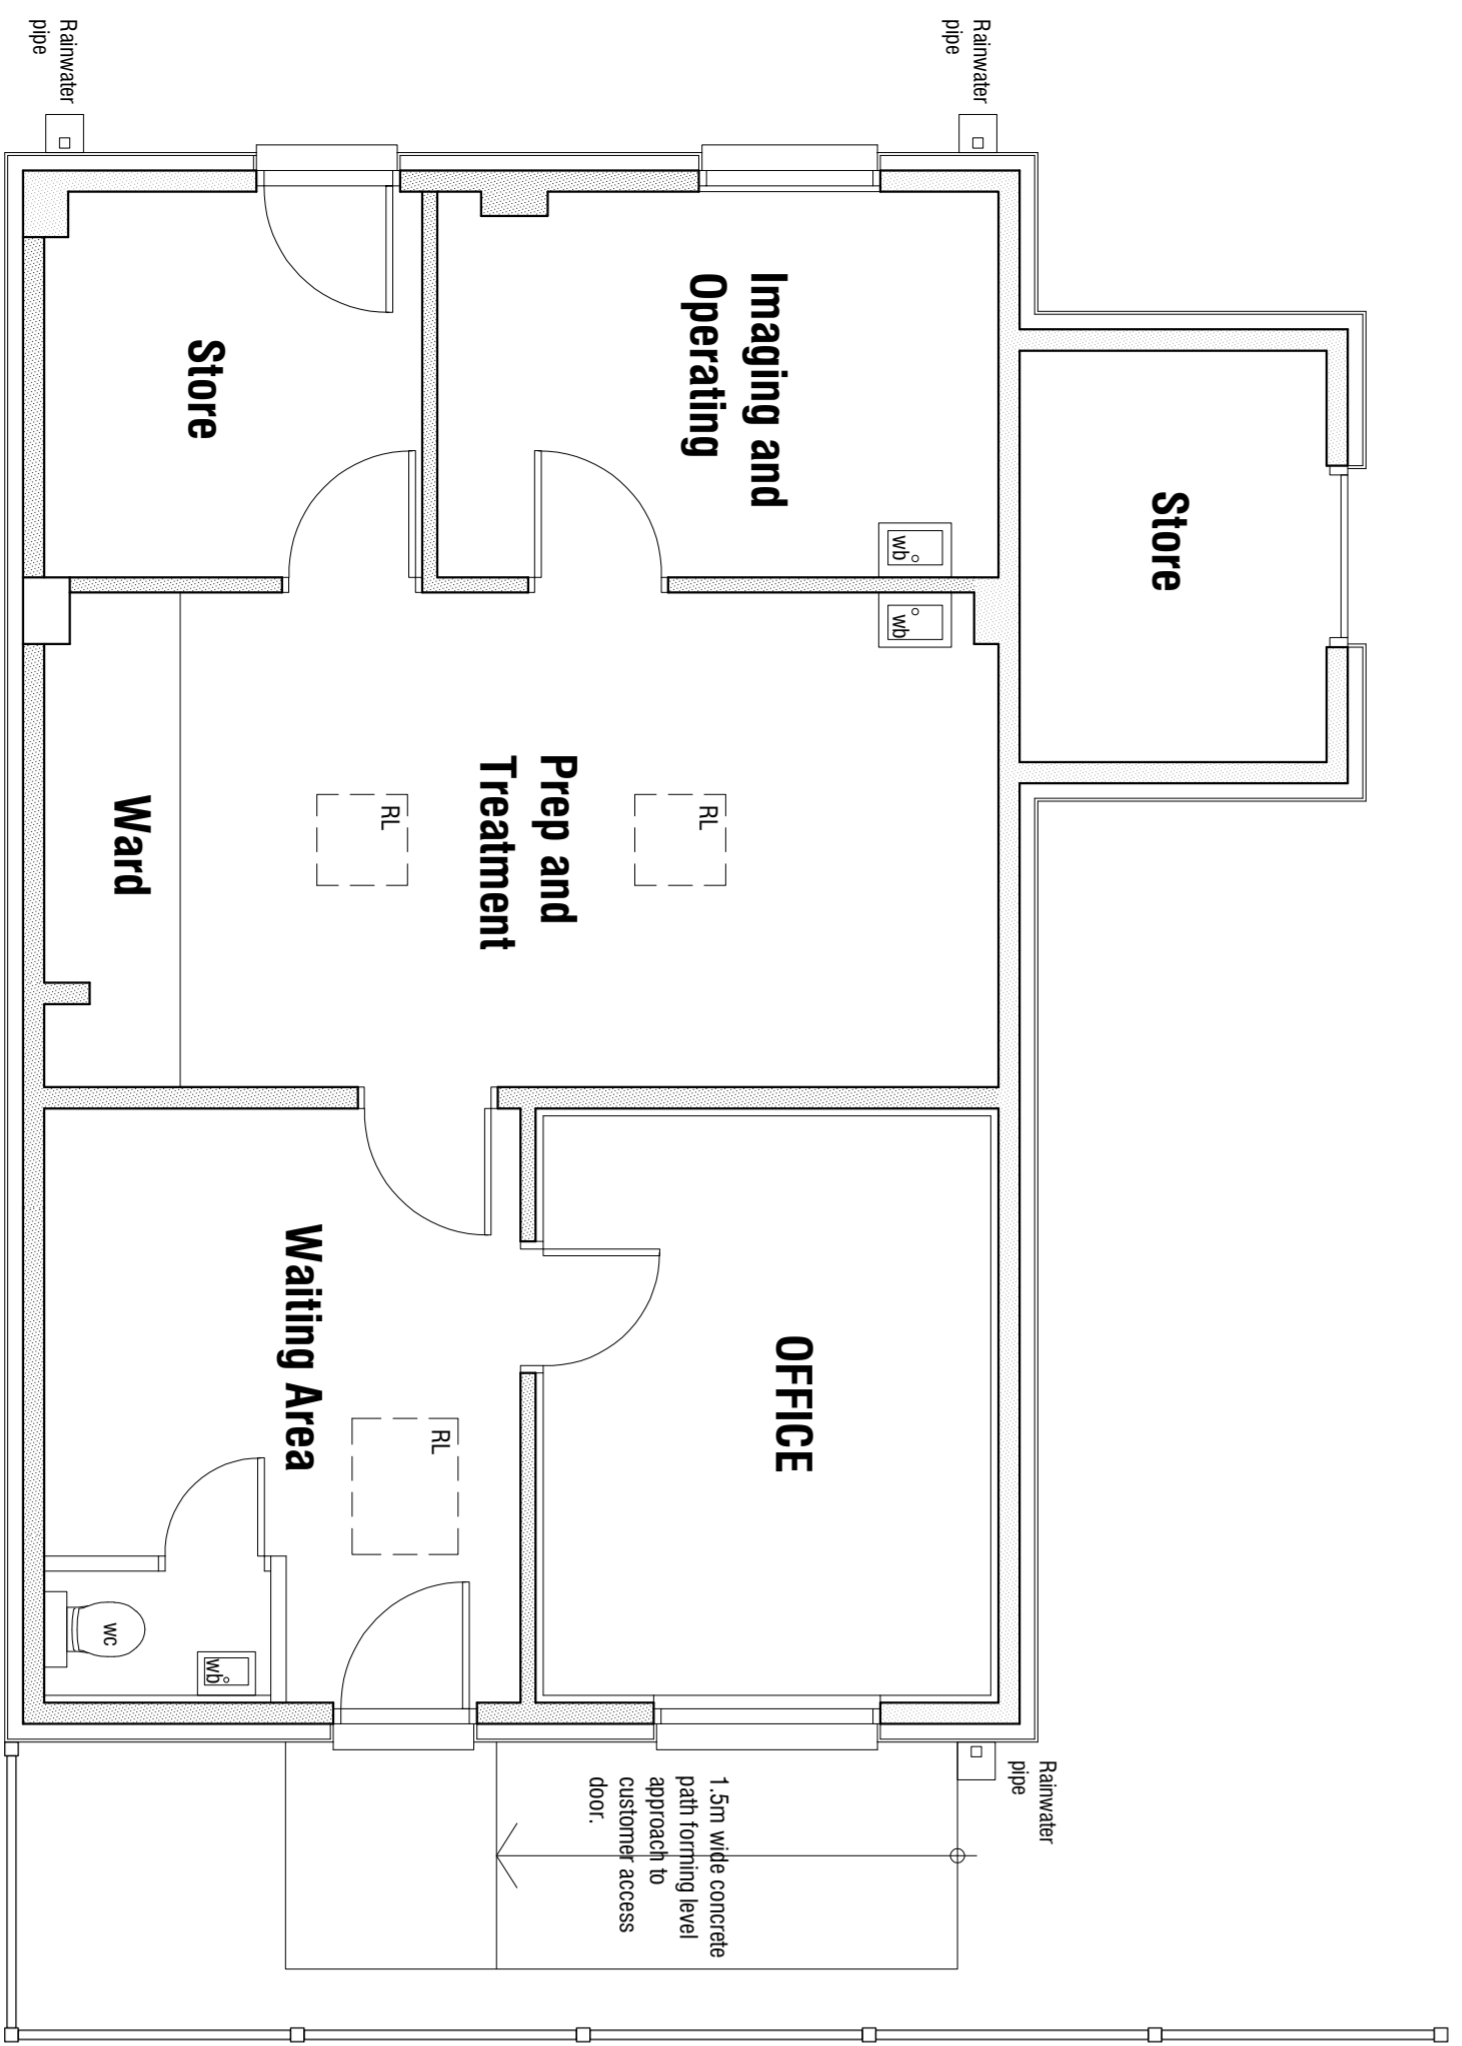 Rainwater
pipe
Rainwater
pipe
Store
Imaging and
Operating
wb
wb
Store
Prep and
Treatment
RL
RL
Ward
OFFICE
Waiting Area
RL
wc
wb
Rainwater
pipe
1.5m wide concrete
path forming level
approach to
customer access
door.